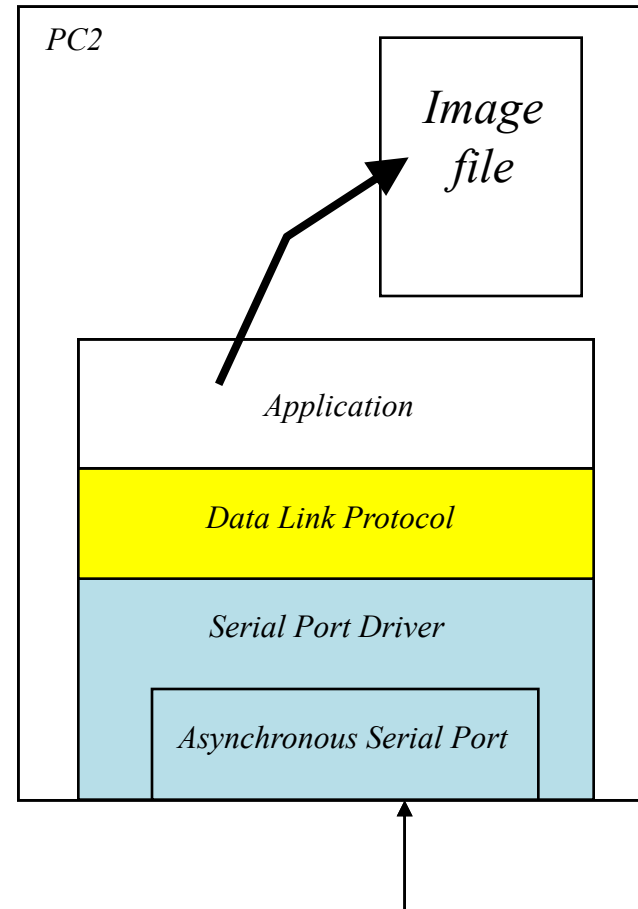 PC2
Image
file
Application
Data Link Protocol
Serial Port Driver
Asynchronous Serial Port